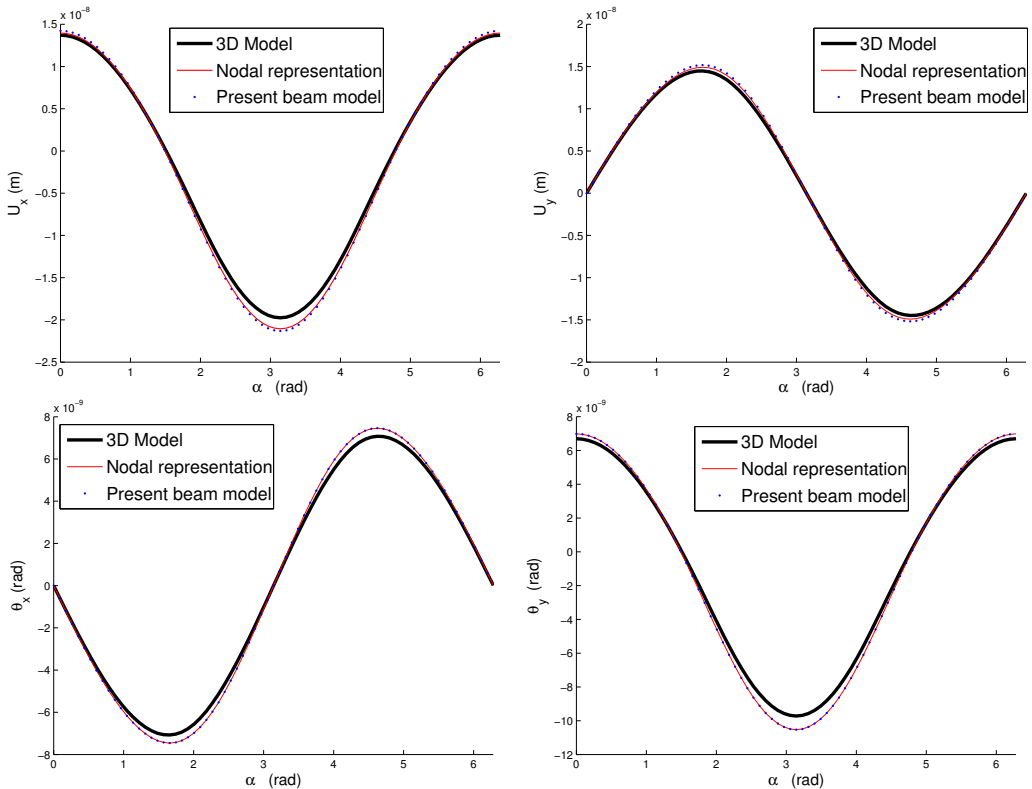 x 10⁻⁸
1.5
1
0.5
0
−0.5
−1
−1.5
−2
−2.5
U_x (m)
3D Model
Nodal representation
Present beam model
0 1 2 3 4 5 6
α (rad)
x 10⁻⁸
2
1.5
1
0.5
0
−0.5
−1
−1.5
−2
U_y (m)
3D Model
Nodal representation
Present beam model
0 1 2 3 4 5 6
α (rad)
x 10⁻⁹
8
6
4
2
0
−2
−4
−6
−8
θ_x (rad)
3D Model
Nodal representation
Present beam model
0 1 2 3 4 5 6
α (rad)
x 10⁻⁹
8
6
4
2
0
−2
−4
−6
−8
−10
−12
θ_y (rad)
3D Model
Nodal representation
Present beam model
0 1 2 3 4 5 6
α (rad)